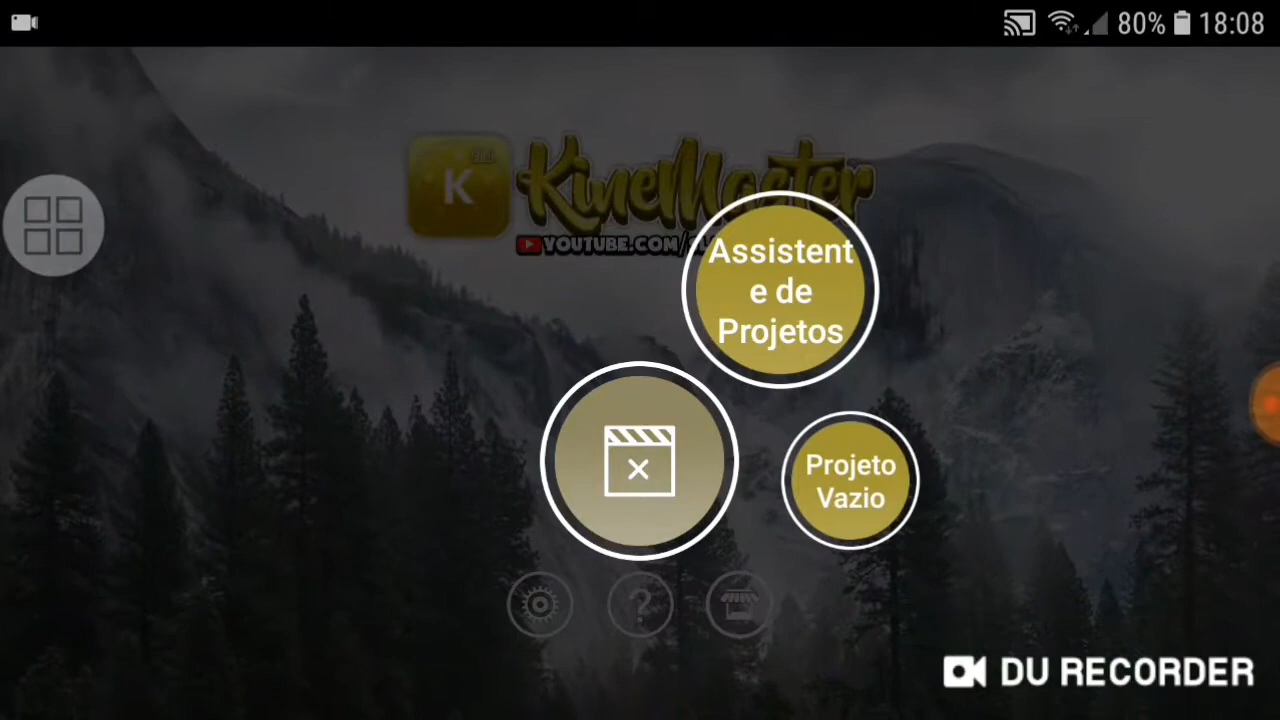 80% 18:08
K
KineMaster
YOUTUBE.COM/
Assistent
e de
Projetos
Projeto
Vazio
DU RECORDER